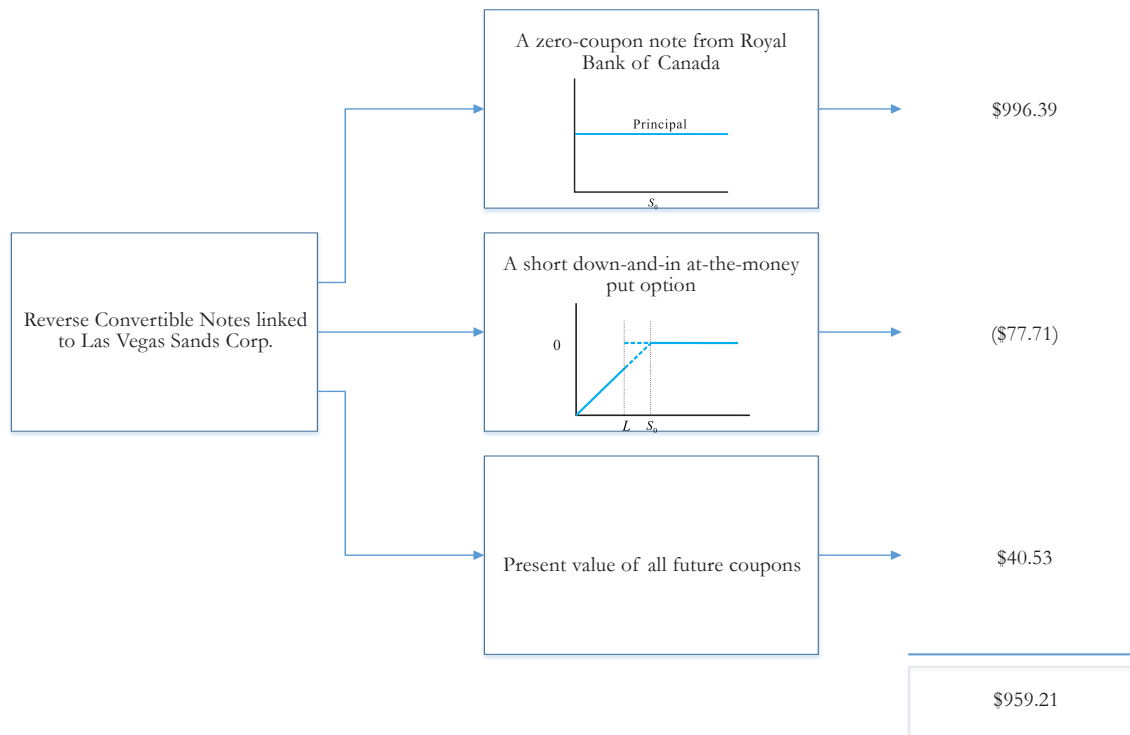 A zero-coupon note from Royal
Bank of Canada
Principal
S₀
$996.39
Reverse Convertible Notes linked
to Las Vegas Sands Corp.
A short down-and-in at-the-money
put option
0
L S₀
($77.71)
Present value of all future coupons
$40.53
$959.21